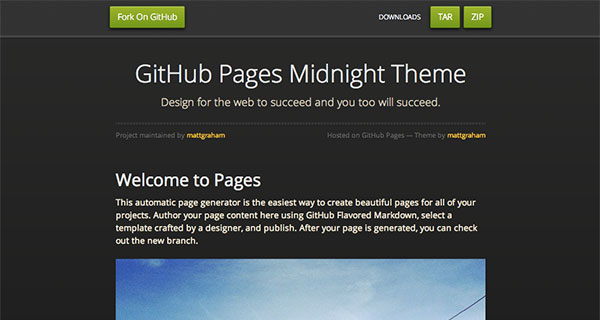 Fork On GitHub DOWNLOADS TAR ZIP
GitHub Pages Midnight Theme
Design for the web to succeed and you too will succeed.
Project maintained by mattgraham Hosted on GitHub Pages — Theme by mattgraham
Welcome to Pages
This automatic page generator is the easiest way to create beautiful pages for all of your
projects. Author your page content here using GitHub Flavored Markdown, select a
template crafted by a designer, and publish. After your page is generated, you can check
out the new branch.